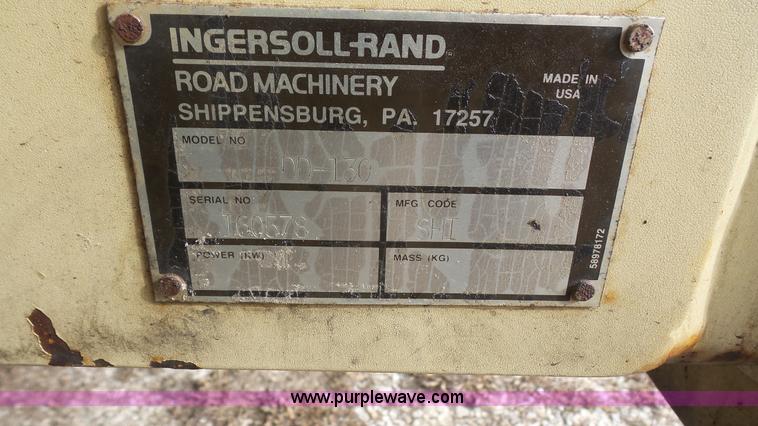 INGERSOLL-RAND
ROAD MACHINERY
MADE IN
USA
SHIPPENSBURG, PA. 17257
MODEL NO
DD-130
SERIAL NO
MFG CODE
SHI
POWER (KW)
MASS (KG)
58978172
www.purplewave.com